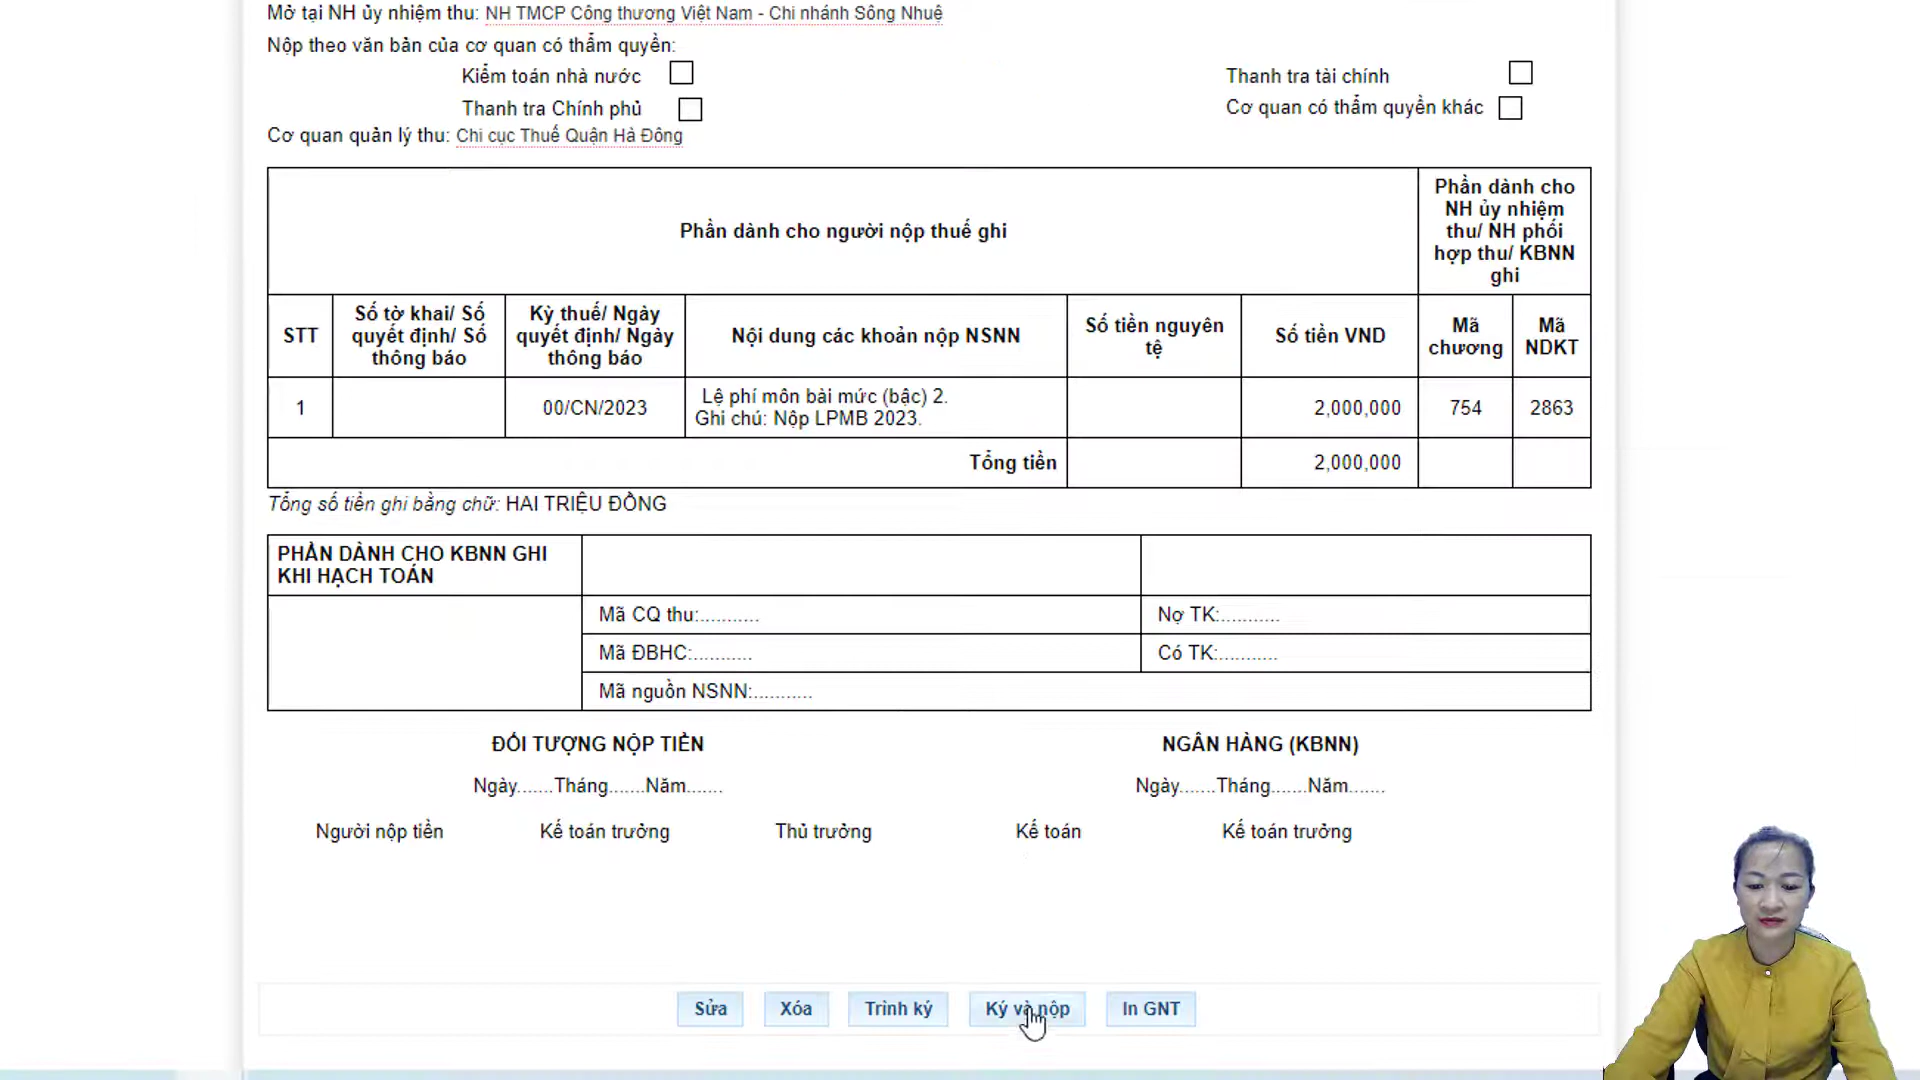 Mở tại NH ủy nhiệm thu: NH TMCP Công thương Việt Nam - Chi nhánh Sông Nhuệ
Nộp theo văn bản của cơ quan có thẩm quyền:
Kiểm toán nhà nước
Thanh tra tài chính
Thanh tra Chính phủ
Cơ quan có thẩm quyền khác
Cơ quan quản lý thu: Chi cục Thuế Quận Hà Đông
Phần dành cho người nộp thuế ghi
Phần dành cho
NH ủy nhiệm
thu/ NH phối
hợp thu/ KBNN
ghi
STT
Số tờ khai/ Số
quyết định/ Số
thông báo
Kỳ thuế/ Ngày
quyết định/ Ngày
thông báo
Nội dung các khoản nộp NSNN
Số tiền nguyên
tệ
Số tiền VND
Mã
chương
Mã
NDKT
1
00/CN/2023
Lệ phí môn bài mức (bậc) 2.
Ghi chú: Nộp LPMB 2023.
2,000,000
754
2863
Tổng tiền
2,000,000
Tổng số tiền ghi bằng chữ: HAI TRIỆU ĐỒNG
PHẦN DÀNH CHO KBNN GHI
KHI HẠCH TOÁN
Mã CQ thu:...........
Nợ TK:...........
Mã ĐBHC:...........
Có TK:...........
Mã nguồn NSNN:...........
ĐỐI TƯỢNG NỘP TIỀN
NGÂN HÀNG (KBNN)
Ngày.......Tháng.......Năm.......
Ngày.......Tháng.......Năm.......
Người nộp tiền
Kế toán trưởng
Thủ trưởng
Kế toán
Kế toán trưởng
Sửa
Xóa
Trình ký
Ký và nộp
In GNT